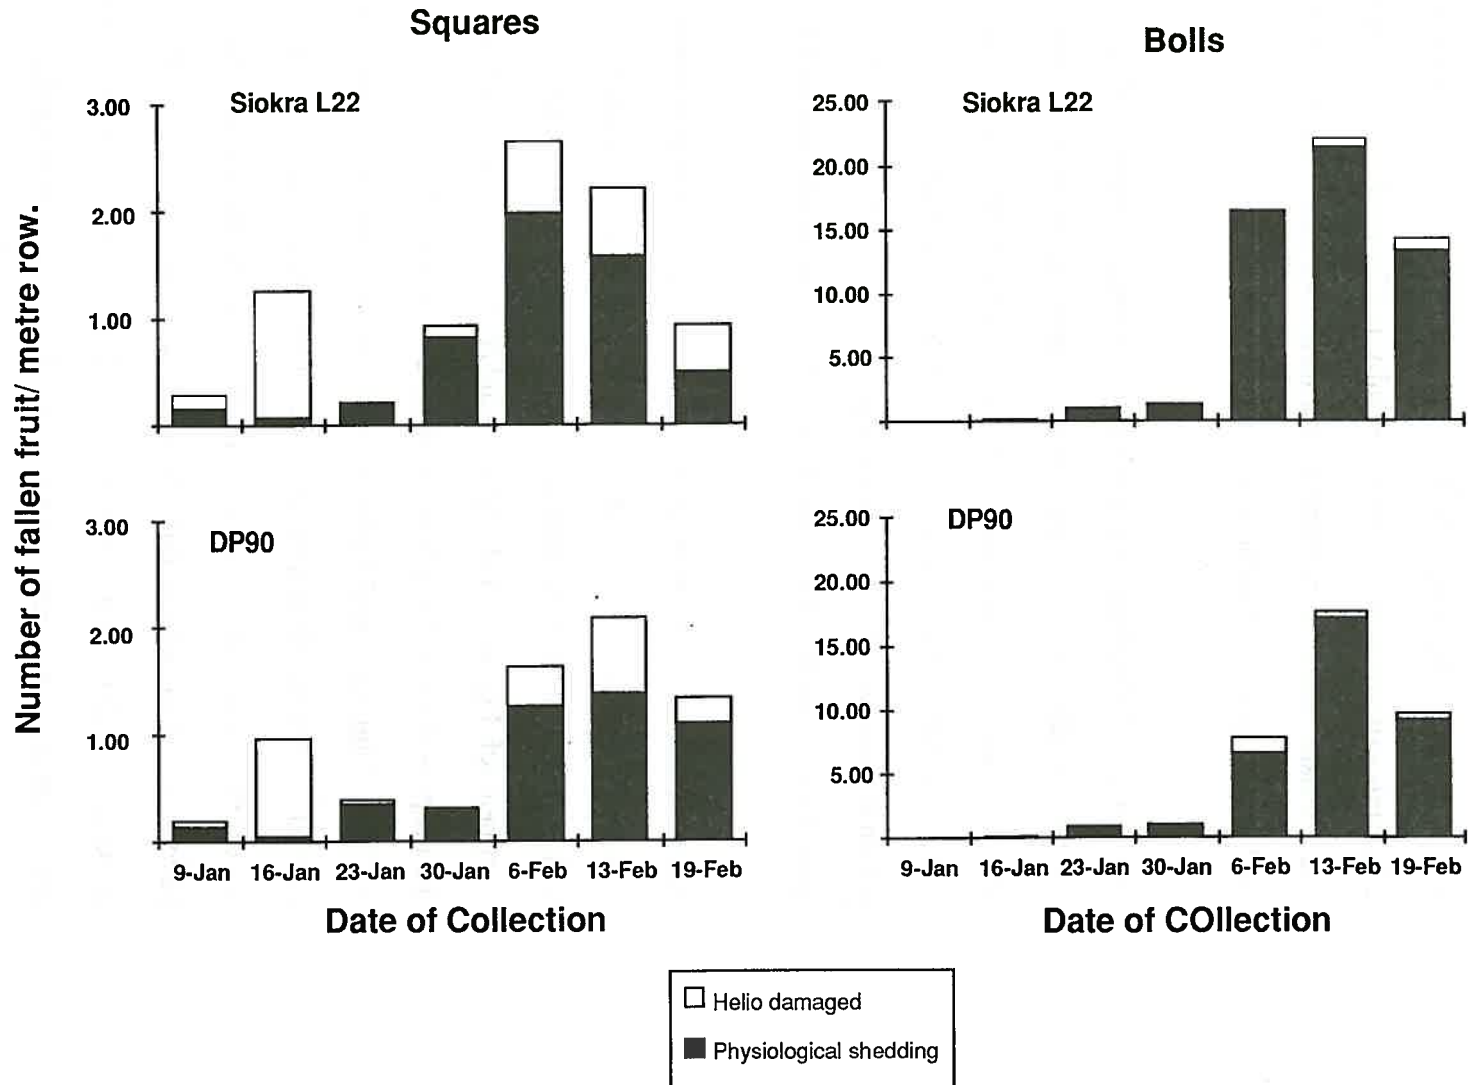 Squares
Bolls
Number of fallen fruit/ metre row.
Siokra L22
3.00
2.00
1.00
Siokra L22
25.00
20.00
15.00
10.00
5.00
DP90
3.00
2.00
1.00
9-Jan 16-Jan 23-Jan 30-Jan 6-Feb 13-Feb 19-Feb
Date of Collection
DP90
25.00
20.00
15.00
10.00
5.00
9-Jan 16-Jan 23-Jan 30-Jan 6-Feb 13-Feb 19-Feb
Date of COllection
Helio damaged
Physiological shedding